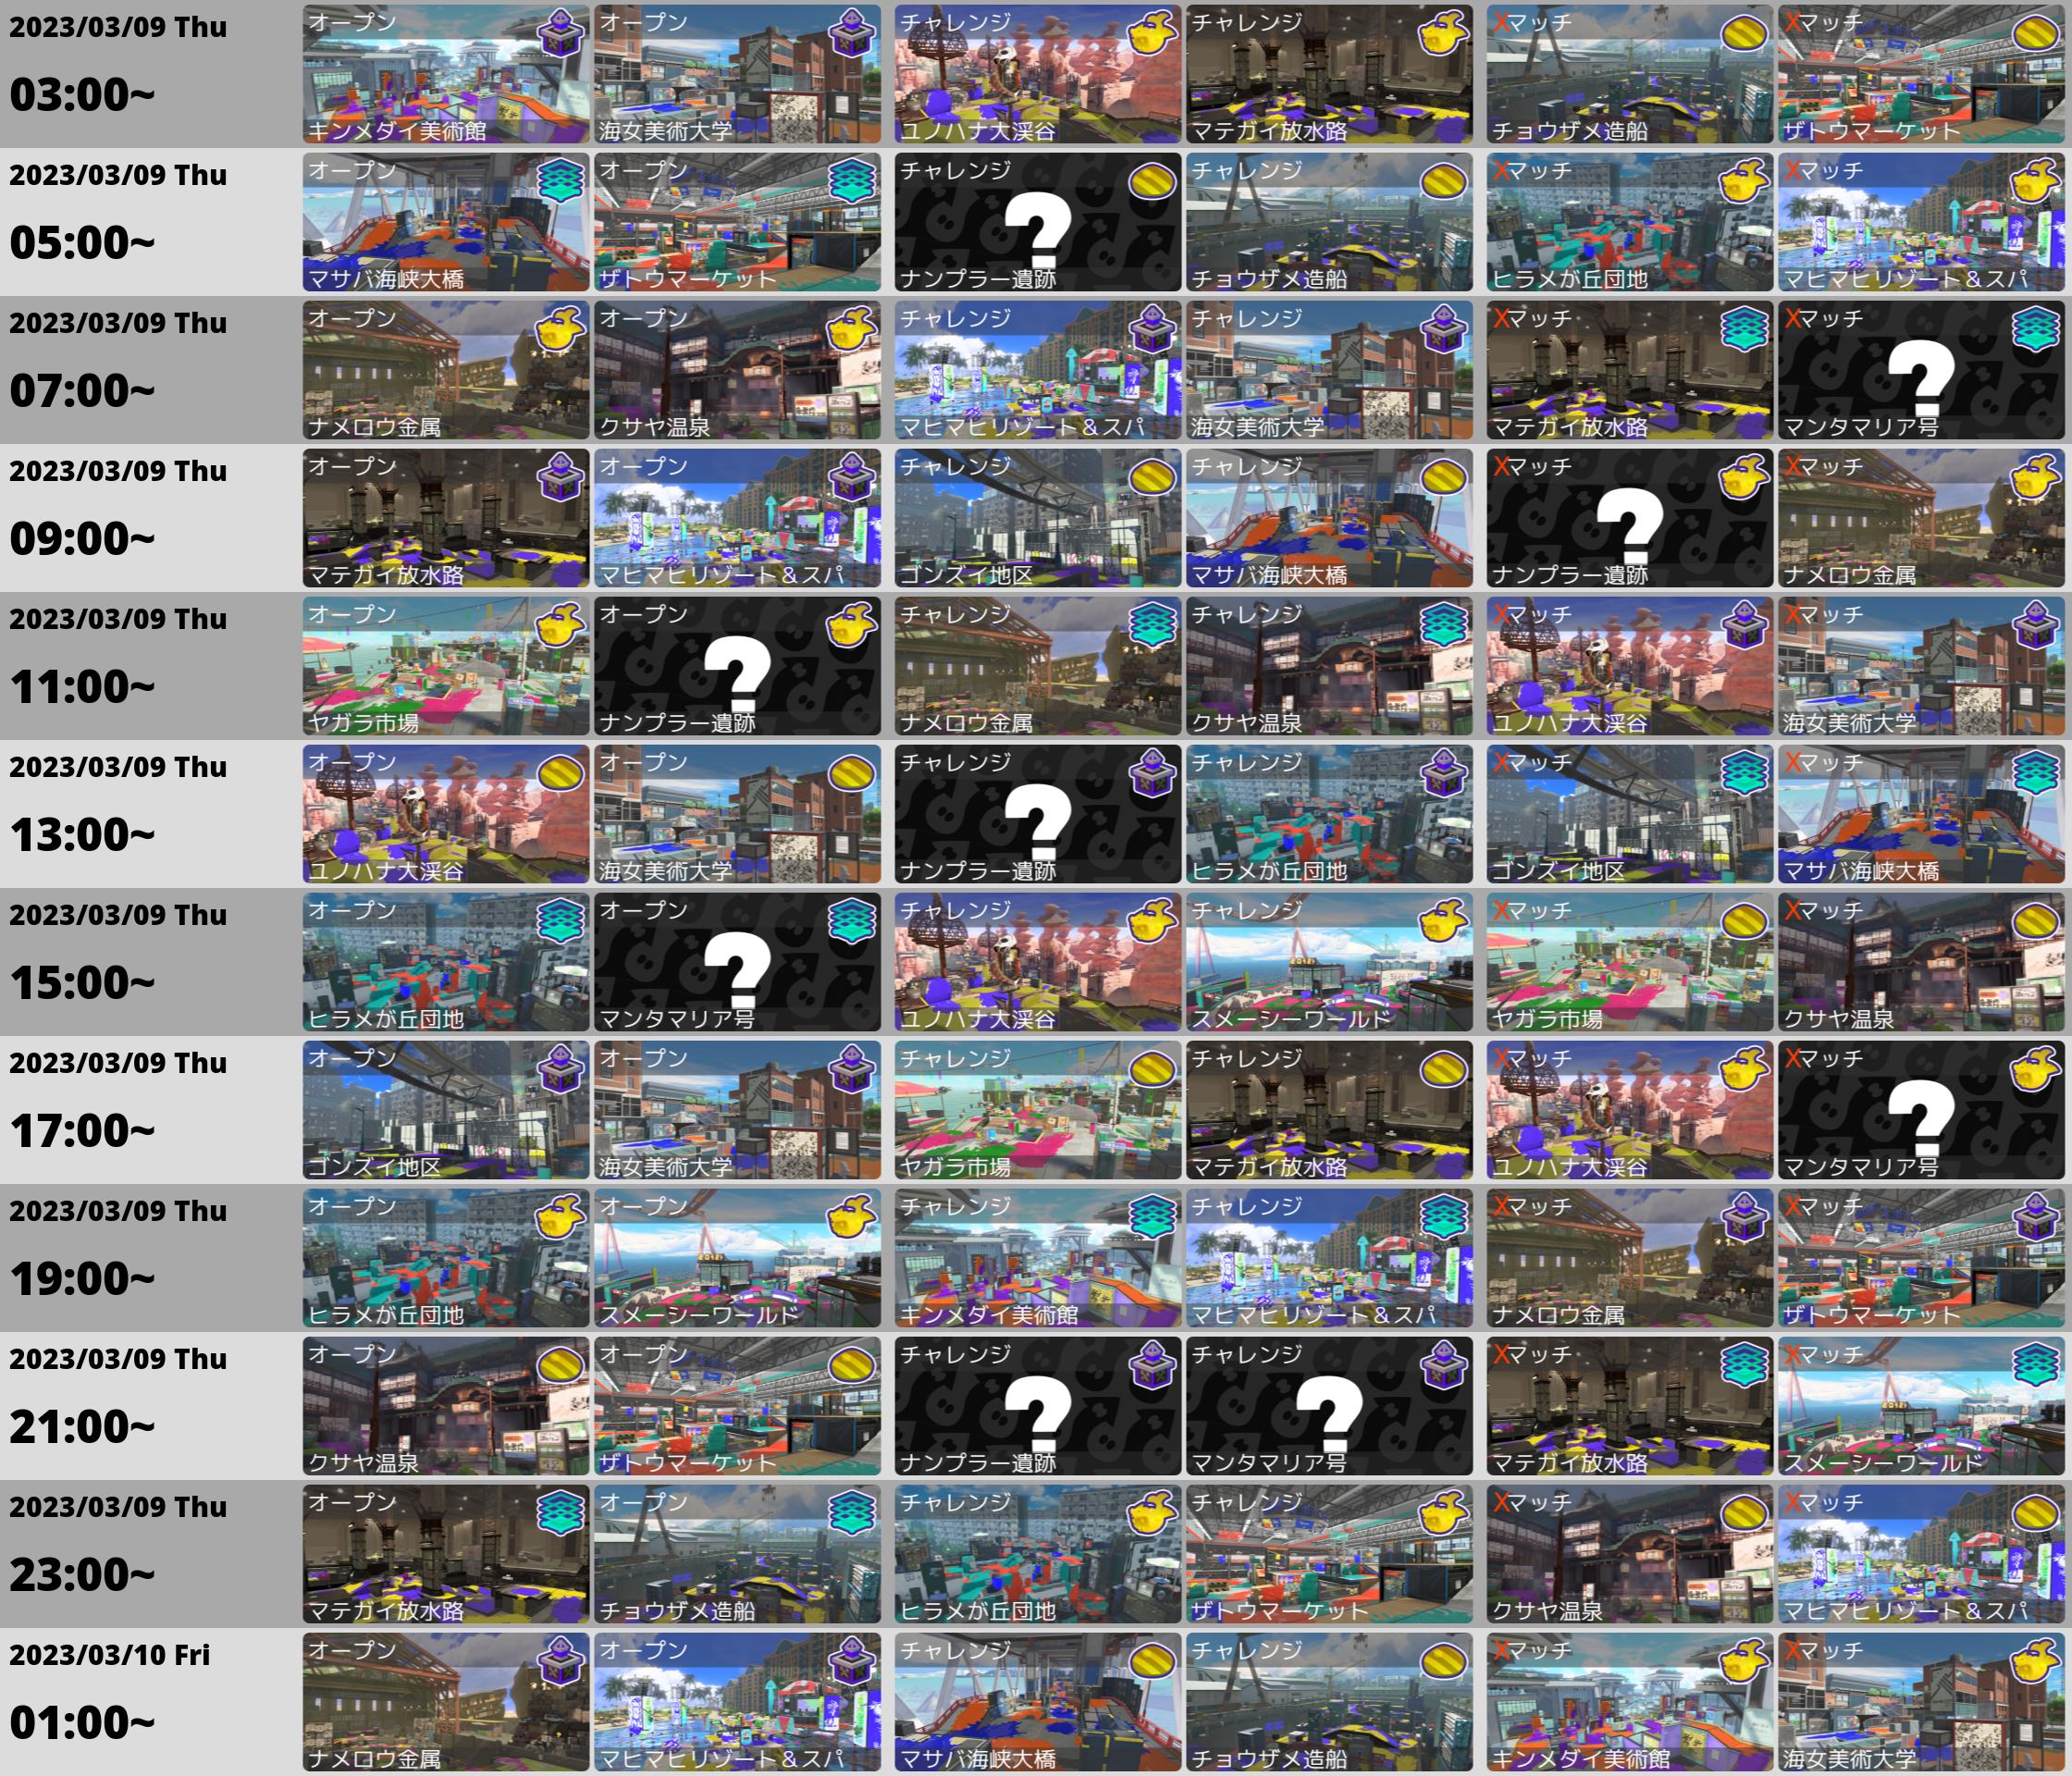 2023/03/09 Thu
03:00~
オープン オープン チャレンジ チャレンジ Xマッチ Xマッチ
キンメダイ美術館 海女美術大学 ユノハナ大渓谷 マテガイ放水路 チョウザメ造船 ザトウマーケット
2023/03/09 Thu
05:00~
オープン オープン チャレンジ チャレンジ Xマッチ Xマッチ
マサバ海峡大橋 ザトウマーケット ナンプラー遺跡 チョウザメ造船 ヒラメが丘団地 マヒマヒリゾート&スパ
2023/03/09 Thu
07:00~
オープン オープン チャレンジ チャレンジ Xマッチ Xマッチ
ナメロウ金属 クサヤ温泉 マヒマヒリゾート&スパ 海女美術大学 マテガイ放水路 マンタマリア号
2023/03/09 Thu
09:00~
オープン オープン チャレンジ チャレンジ Xマッチ Xマッチ
マテガイ放水路 マヒマヒリゾート&スパ ゴンズイ地区 マサバ海峡大橋 ナンプラー遺跡 ナメロウ金属
2023/03/09 Thu
11:00~
オープン オープン チャレンジ チャレンジ Xマッチ Xマッチ
ヤガラ市場 ナンプラー遺跡 ナメロウ金属 クサヤ温泉 ユノハナ大渓谷 海女美術大学
2023/03/09 Thu
13:00~
オープン オープン チャレンジ チャレンジ Xマッチ Xマッチ
ユノハナ大渓谷 海女美術大学 ナンプラー遺跡 ヒラメが丘団地 ゴンズイ地区 マサバ海峡大橋
2023/03/09 Thu
15:00~
オープン オープン チャレンジ チャレンジ Xマッチ Xマッチ
ヒラメが丘団地 マンタマリア号 ユノハナ大渓谷 スメーシーワールド ヤガラ市場 クサヤ温泉
2023/03/09 Thu
17:00~
オープン オープン チャレンジ チャレンジ Xマッチ Xマッチ
ゴンズイ地区 海女美術大学 ヤガラ市場 マテガイ放水路 ユノハナ大渓谷 マンタマリア号
2023/03/09 Thu
19:00~
オープン オープン チャレンジ チャレンジ Xマッチ Xマッチ
ヒラメが丘団地 スメーシーワールド キンメダイ美術館 マヒマヒリゾート&スパ ナメロウ金属 ザトウマーケット
2023/03/09 Thu
21:00~
オープン オープン チャレンジ チャレンジ Xマッチ Xマッチ
クサヤ温泉 ザトウマーケット ナンプラー遺跡 マンタマリア号 マテガイ放水路 スメーシーワールド
2023/03/09 Thu
23:00~
オープン オープン チャレンジ チャレンジ Xマッチ Xマッチ
マテガイ放水路 チョウザメ造船 ヒラメが丘団地 ザトウマーケット クサヤ温泉 マヒマヒリゾート&スパ
2023/03/10 Fri
01:00~
オープン オープン チャレンジ チャレンジ Xマッチ Xマッチ
ナメロウ金属 マヒマヒリゾート&スパ マサバ海峡大橋 チョウザメ造船 キンメダイ美術館 海女美術大学